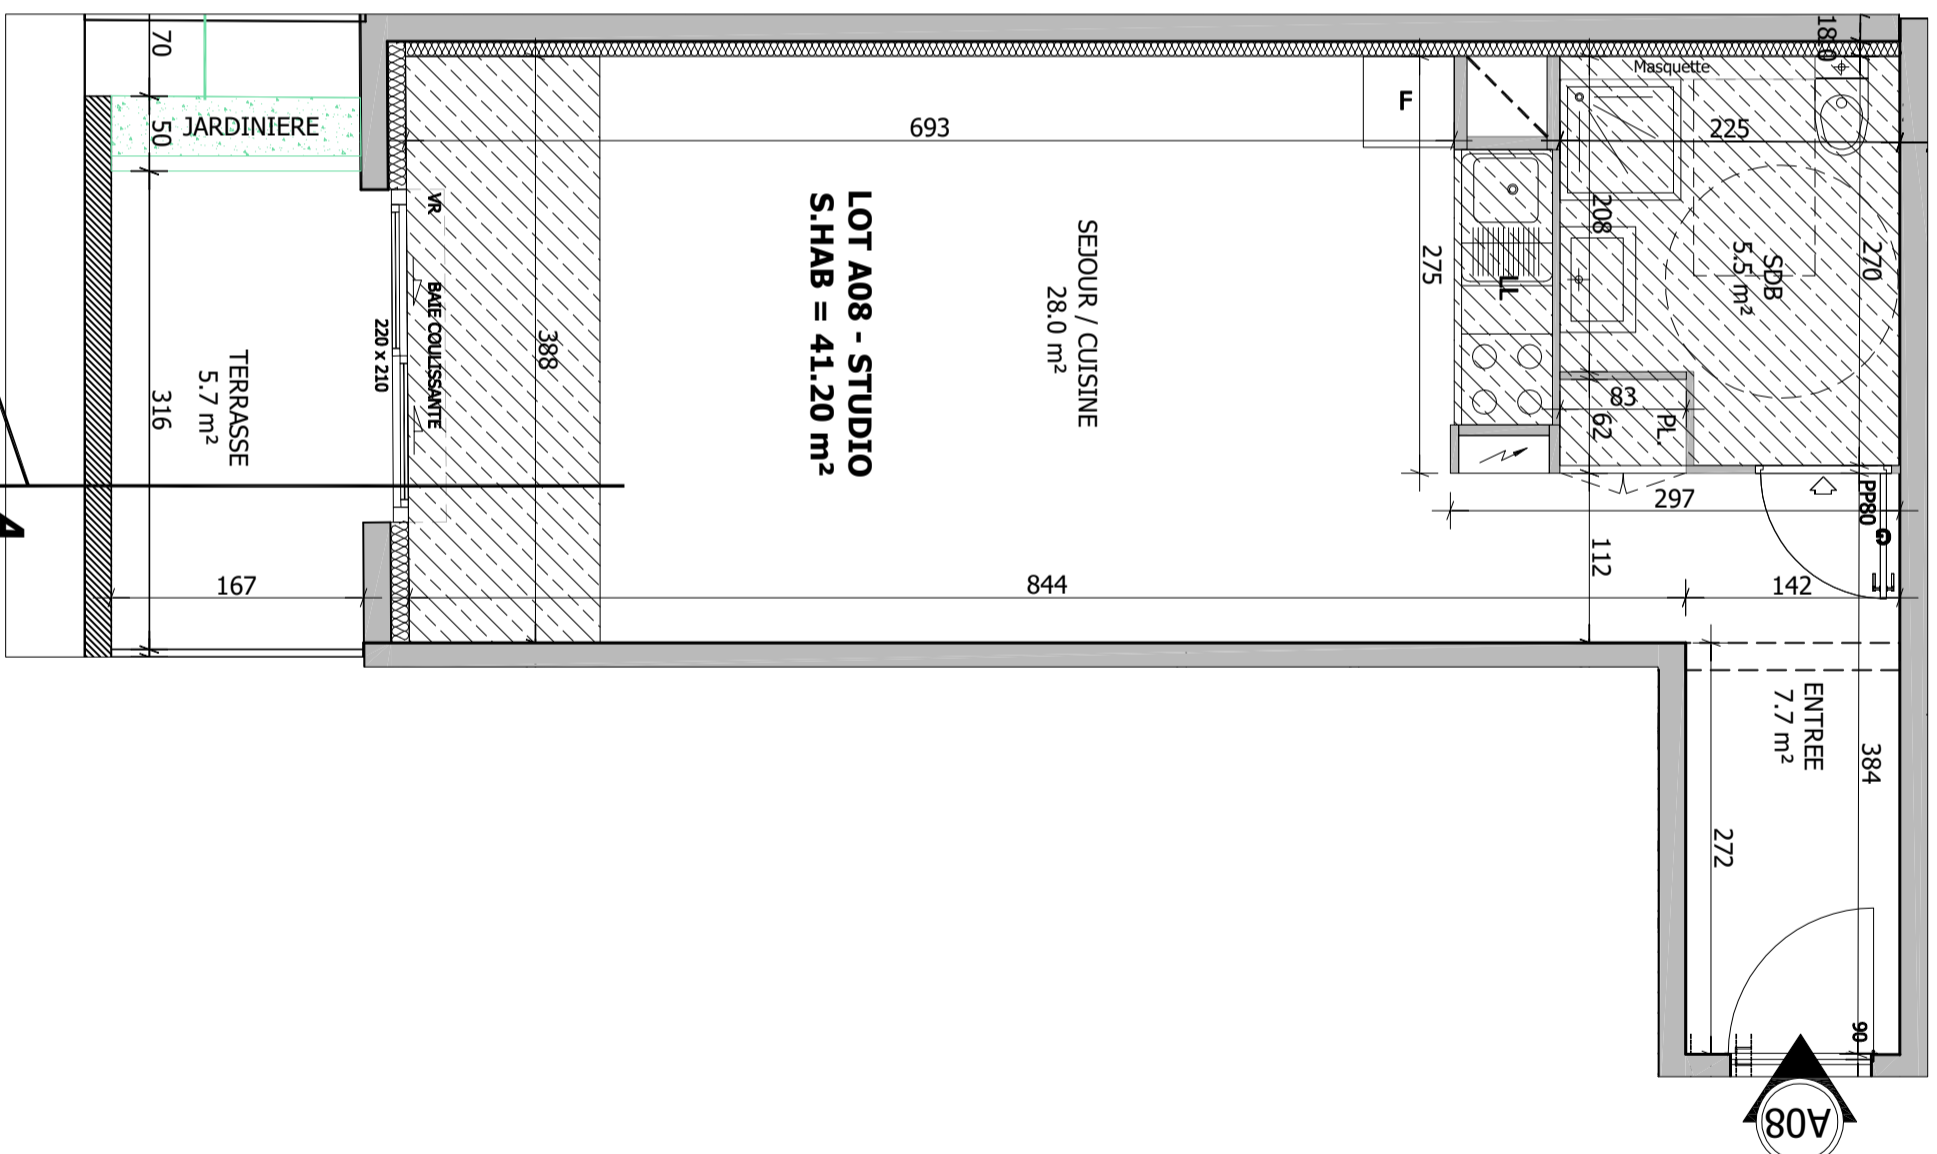 70
50
JARDINIERE
316
TERRASSE
5.7 m²
167
VR
BAIE COULISSANTE
220 x 210
388
693
LOT A08 - STUDIO
S.HAB = 41.20 m²
SEJOUR / CUISINE
28.0 m²
844
F
275
LL
Masquette
180
225
208
SDB
5.5 m²
270
83
62
PL.
297
PP80
G
112
142
ENTREE
7.7 m²
384
272
90
A08
A